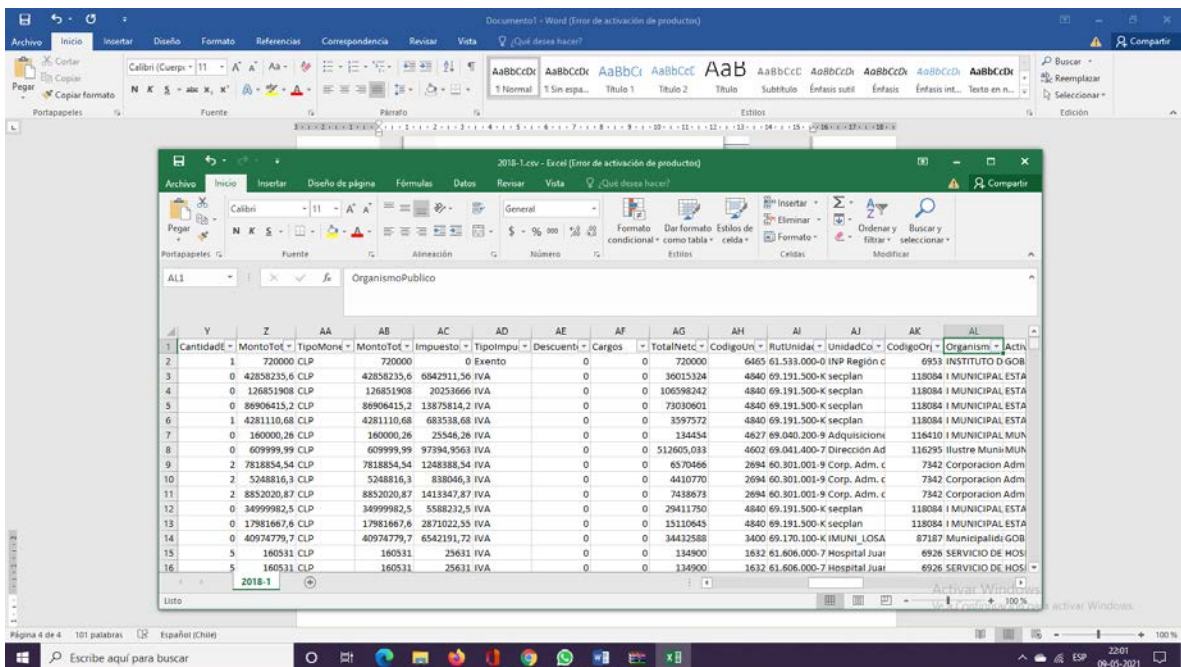 Documento1 - Word (Error de activación de productos)
Archivo Inicio Insertar Diseño Formato Referencias Correspondencia Revisar Vista ¿Qué desea hacer? Compartir
Cortar
Copiar
Copiar formato
Pegar
Calibri (Cuerpo 11
N K S abc x, x²
AaBbCcDc AaBbCcDc AaBbCc AaBbCcC AaB AaBbCcC AaBbCcDc AaBbCcDc AaBbCcDc AaBbCcDc
¶ Normal ¶ Sin espa... Título 1 Título 2 Título Subtítulo Énfasis sutil Énfasis Énfasis int... Texto en n...
Buscar
Reemplazar
Seleccionar
Portapapeles Fuente Párrafo Estilos Edición
2018-1.csv - Excel (Error de activación de productos)
Archivo Inicio Insertar Diseño de página Fórmulas Datos Revisar Vista ¿Qué desea hacer? Compartir
Pegar
Calibri 11
N K S
General
$ % 000
Formato condicional Dar formato como tabla Estilos de celda
Insertar
Eliminar
Formato
Ordenar y filtrar Buscar y seleccionar
Portapapeles Fuente Alineación Número Estilos Celdas Modificar
AL1 fx OrganismoPublico
Y Z AA AB AC AD AE AF AG AH AI AJ AK AL
1 CantidadE MontoTot TipoMone MontoTot Impuesto TipoImpu Descuent Cargos TotalNeto CodigoUn RutUnidad UnidadCo CodigoOrg Organism Activ
2 1 720000 CLP 720000 0 Exento 0 0 720000 6465 61.533.000-0 INP Región c 6953 INSTITUTO D GOB
3 0 42858235,6 CLP 42858235,6 6842911,56 IVA 0 0 36015324 4840 69.191.500-K secplan 118084 I MUNICIPAL ESTA
4 0 126851908 CLP 126851908 20253666 IVA 0 0 106598242 4840 69.191.500-K secplan 118084 I MUNICIPAL ESTA
5 0 86906415,2 CLP 86906415,2 13875814,2 IVA 0 0 73030601 4840 69.191.500-K secplan 118084 I MUNICIPAL ESTA
6 1 4281110,68 CLP 4281110,68 683538,68 IVA 0 0 3597572 4840 69.191.500-K secplan 118084 I MUNICIPAL ESTA
7 0 160000,26 CLP 160000,26 25546,26 IVA 0 0 134454 4627 69.040.200-9 Adquisicione 116410 I MUNICIPAL MUN
8 0 609999,99 CLP 609999,99 97394,9563 IVA 0 0 512605,033 4602 69.041.400-7 Dirección Ad 116295 Ilustre Muni MUN
9 2 7818854,54 CLP 7818854,54 1248388,54 IVA 0 0 6570466 2694 60.301.001-9 Corp. Adm. c 7342 Corporacion Adm
10 2 5248816,3 CLP 5248816,3 838046,3 IVA 0 0 4410770 2694 60.301.001-9 Corp. Adm. c 7342 Corporacion Adm
11 2 8852020,87 CLP 8852020,87 1413347,87 IVA 0 0 7438673 2694 60.301.001-9 Corp. Adm. c 7342 Corporacion Adm
12 0 34999982,5 CLP 34999982,5 5588232,5 IVA 0 0 29411750 4840 69.191.500-K secplan 118084 I MUNICIPAL ESTA
13 0 17981667,6 CLP 17981667,6 2871022,55 IVA 0 0 15110645 4840 69.191.500-K secplan 118084 I MUNICIPAL ESTA
14 0 40974779,7 CLP 40974779,7 6542191,72 IVA 0 0 34432588 3400 69.170.100-K IMUNI_LOSA 87187 Municipalida GOB
15 5 160531 CLP 160531 25631 IVA 0 0 134900 1632 61.606.000-7 Hospital Juar 6926 SERVICIO DE HOSI
16 5 160531 CLP 160531 25631 IVA 0 0 134900 1632 61.606.000-7 Hospital Juar 6926 SERVICIO DE HOSI
2018-1
Listo 100 %
Activar Windows
activar Windows.
Página 4 de 4 101 palabras Español (Chile) 100 %
Escribe aquí para buscar ESP 22:01
09-05-2021